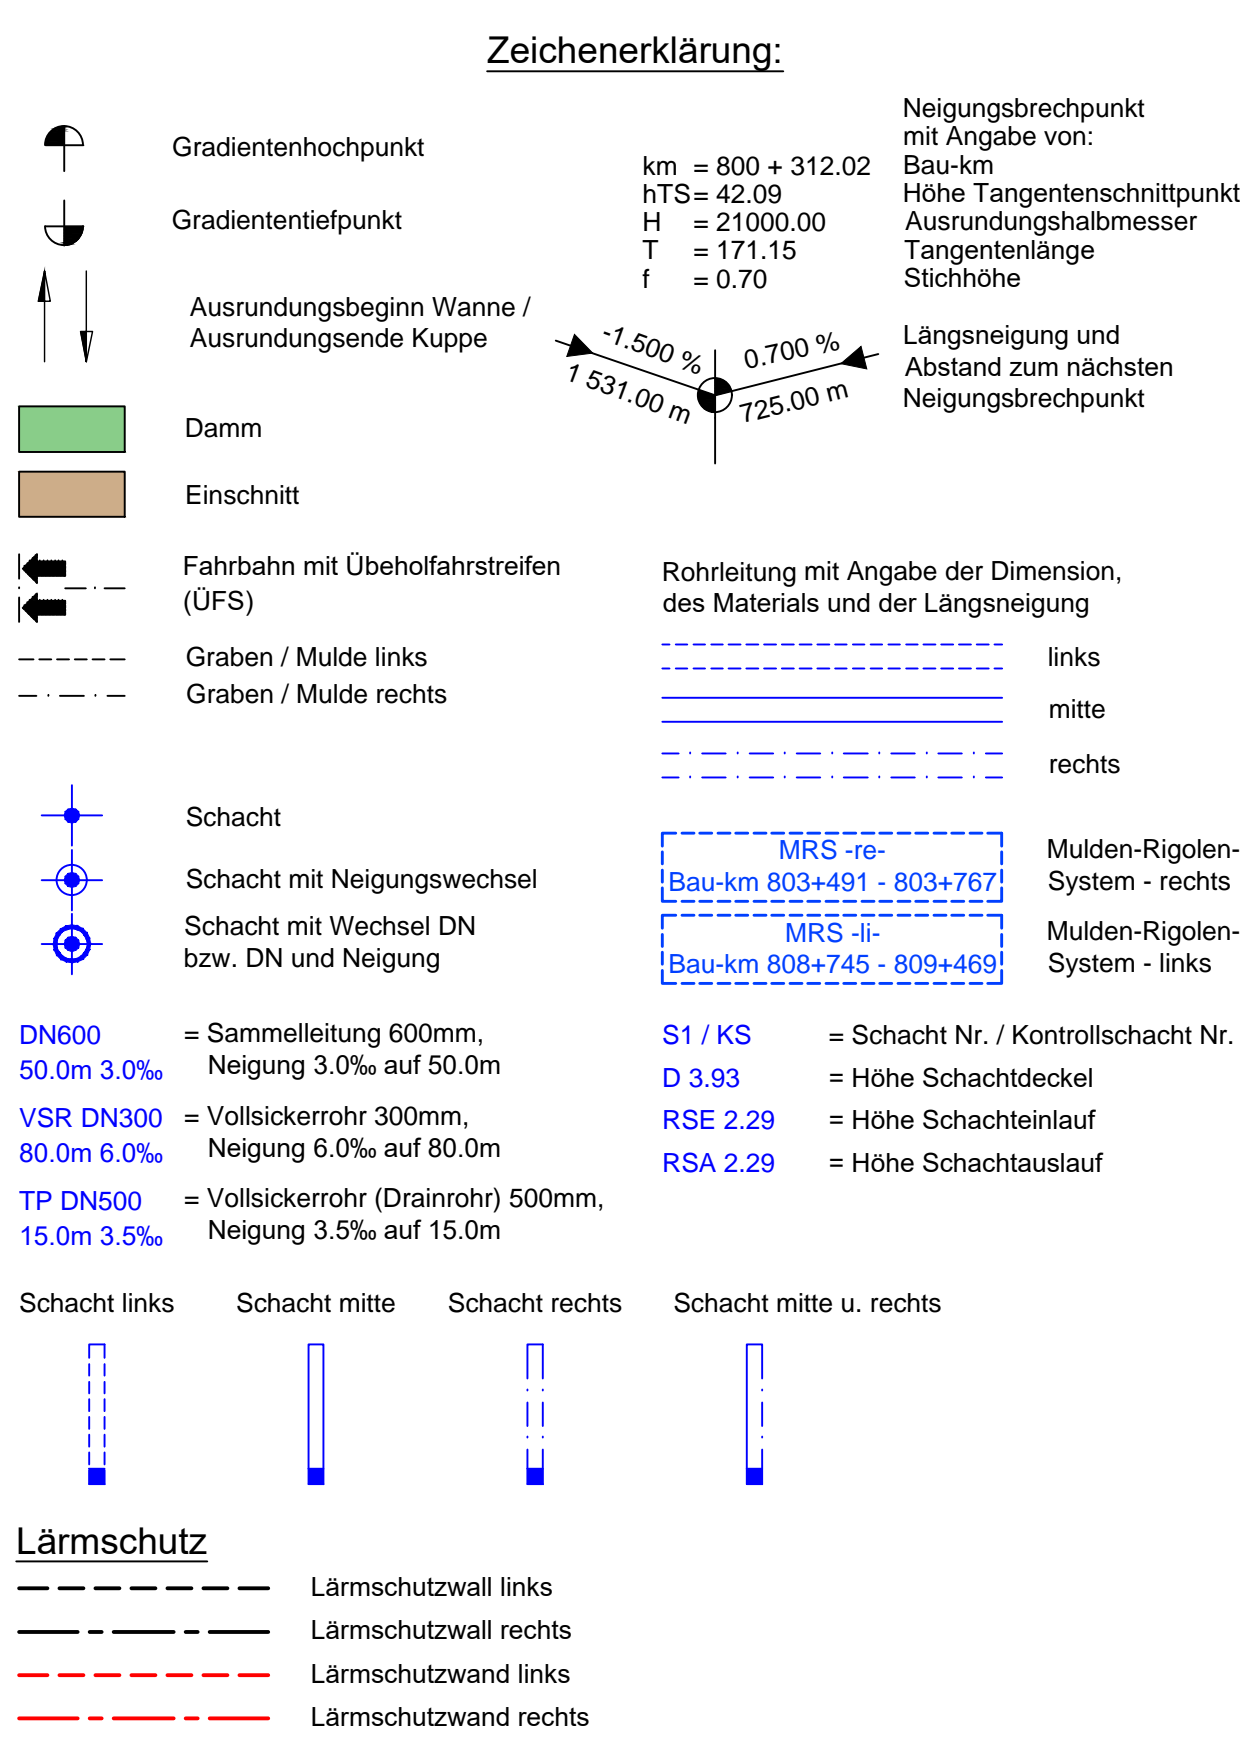 Zeichenerklärung:
Gradientenhochpunkt
Gradiententiefpunkt
Ausrundungsbeginn Wanne /
Ausrundungsende Kuppe
Damm
Einschnitt
Fahrbahn mit Übeholfahrstreifen
(ÜFS)
Graben / Mulde links
Graben / Mulde rechts
Schacht
Schacht mit Neigungswechsel
Schacht mit Wechsel DN
bzw. DN und Neigung
Neigungsbrechpunkt
mit Angabe von:
km = 800 + 312.02 Bau-km
hTS = 42.09 Höhe Tangentenschnittpunkt
H = 21000.00 Ausrundungshalbmesser
T = 171.15 Tangentenlänge
f = 0.70 Stichhöhe
-1.500 %
1 531.00 m
0.700 %
725.00 m
Längsneigung und
Abstand zum nächsten
Neigungsbrechpunkt
Rohrleitung mit Angabe der Dimension,
des Materials und der Längsneigung
links
mitte
rechts
MRS -re-
Bau-km 803+491 - 803+767
Mulden-Rigolen-
System - rechts
MRS -li-
Bau-km 808+745 - 809+469
Mulden-Rigolen-
System - links
DN600 = Sammelleitung 600mm,
50.0m 3.0‰ Neigung 3.0‰ auf 50.0m
VSR DN300 = Vollsickerrohr 300mm,
80.0m 6.0‰ Neigung 6.0‰ auf 80.0m
TP DN500 = Vollsickerrohr (Drainrohr) 500mm,
15.0m 3.5‰ Neigung 3.5‰ auf 15.0m
S1 / KS = Schacht Nr. / Kontrollschacht Nr.
D 3.93 = Höhe Schachtdeckel
RSE 2.29 = Höhe Schachteinlauf
RSA 2.29 = Höhe Schachtauslauf
Schacht links Schacht mitte Schacht rechts Schacht mitte u. rechts
Lärmschutz
Lärmschutzwall links
Lärmschutzwall rechts
Lärmschutzwand links
Lärmschutzwand rechts